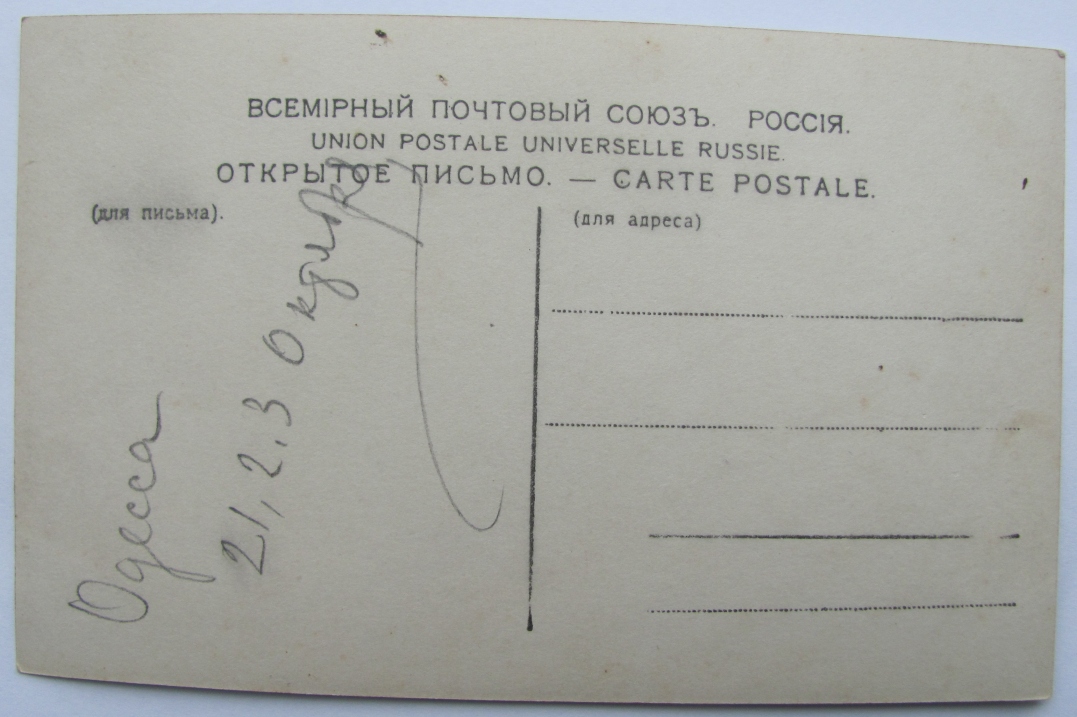 ВСЕМІРНЫЙ ПОЧТОВЫЙ СОЮЗЪ. РОССІЯ.
UNION POSTALE UNIVERSELLE RUSSIE.
ОТКРЫТОЕ ПИСЬМО. — CARTE POSTALE.
(для письма).
(для адреса)
Одесса
21, 2, 3